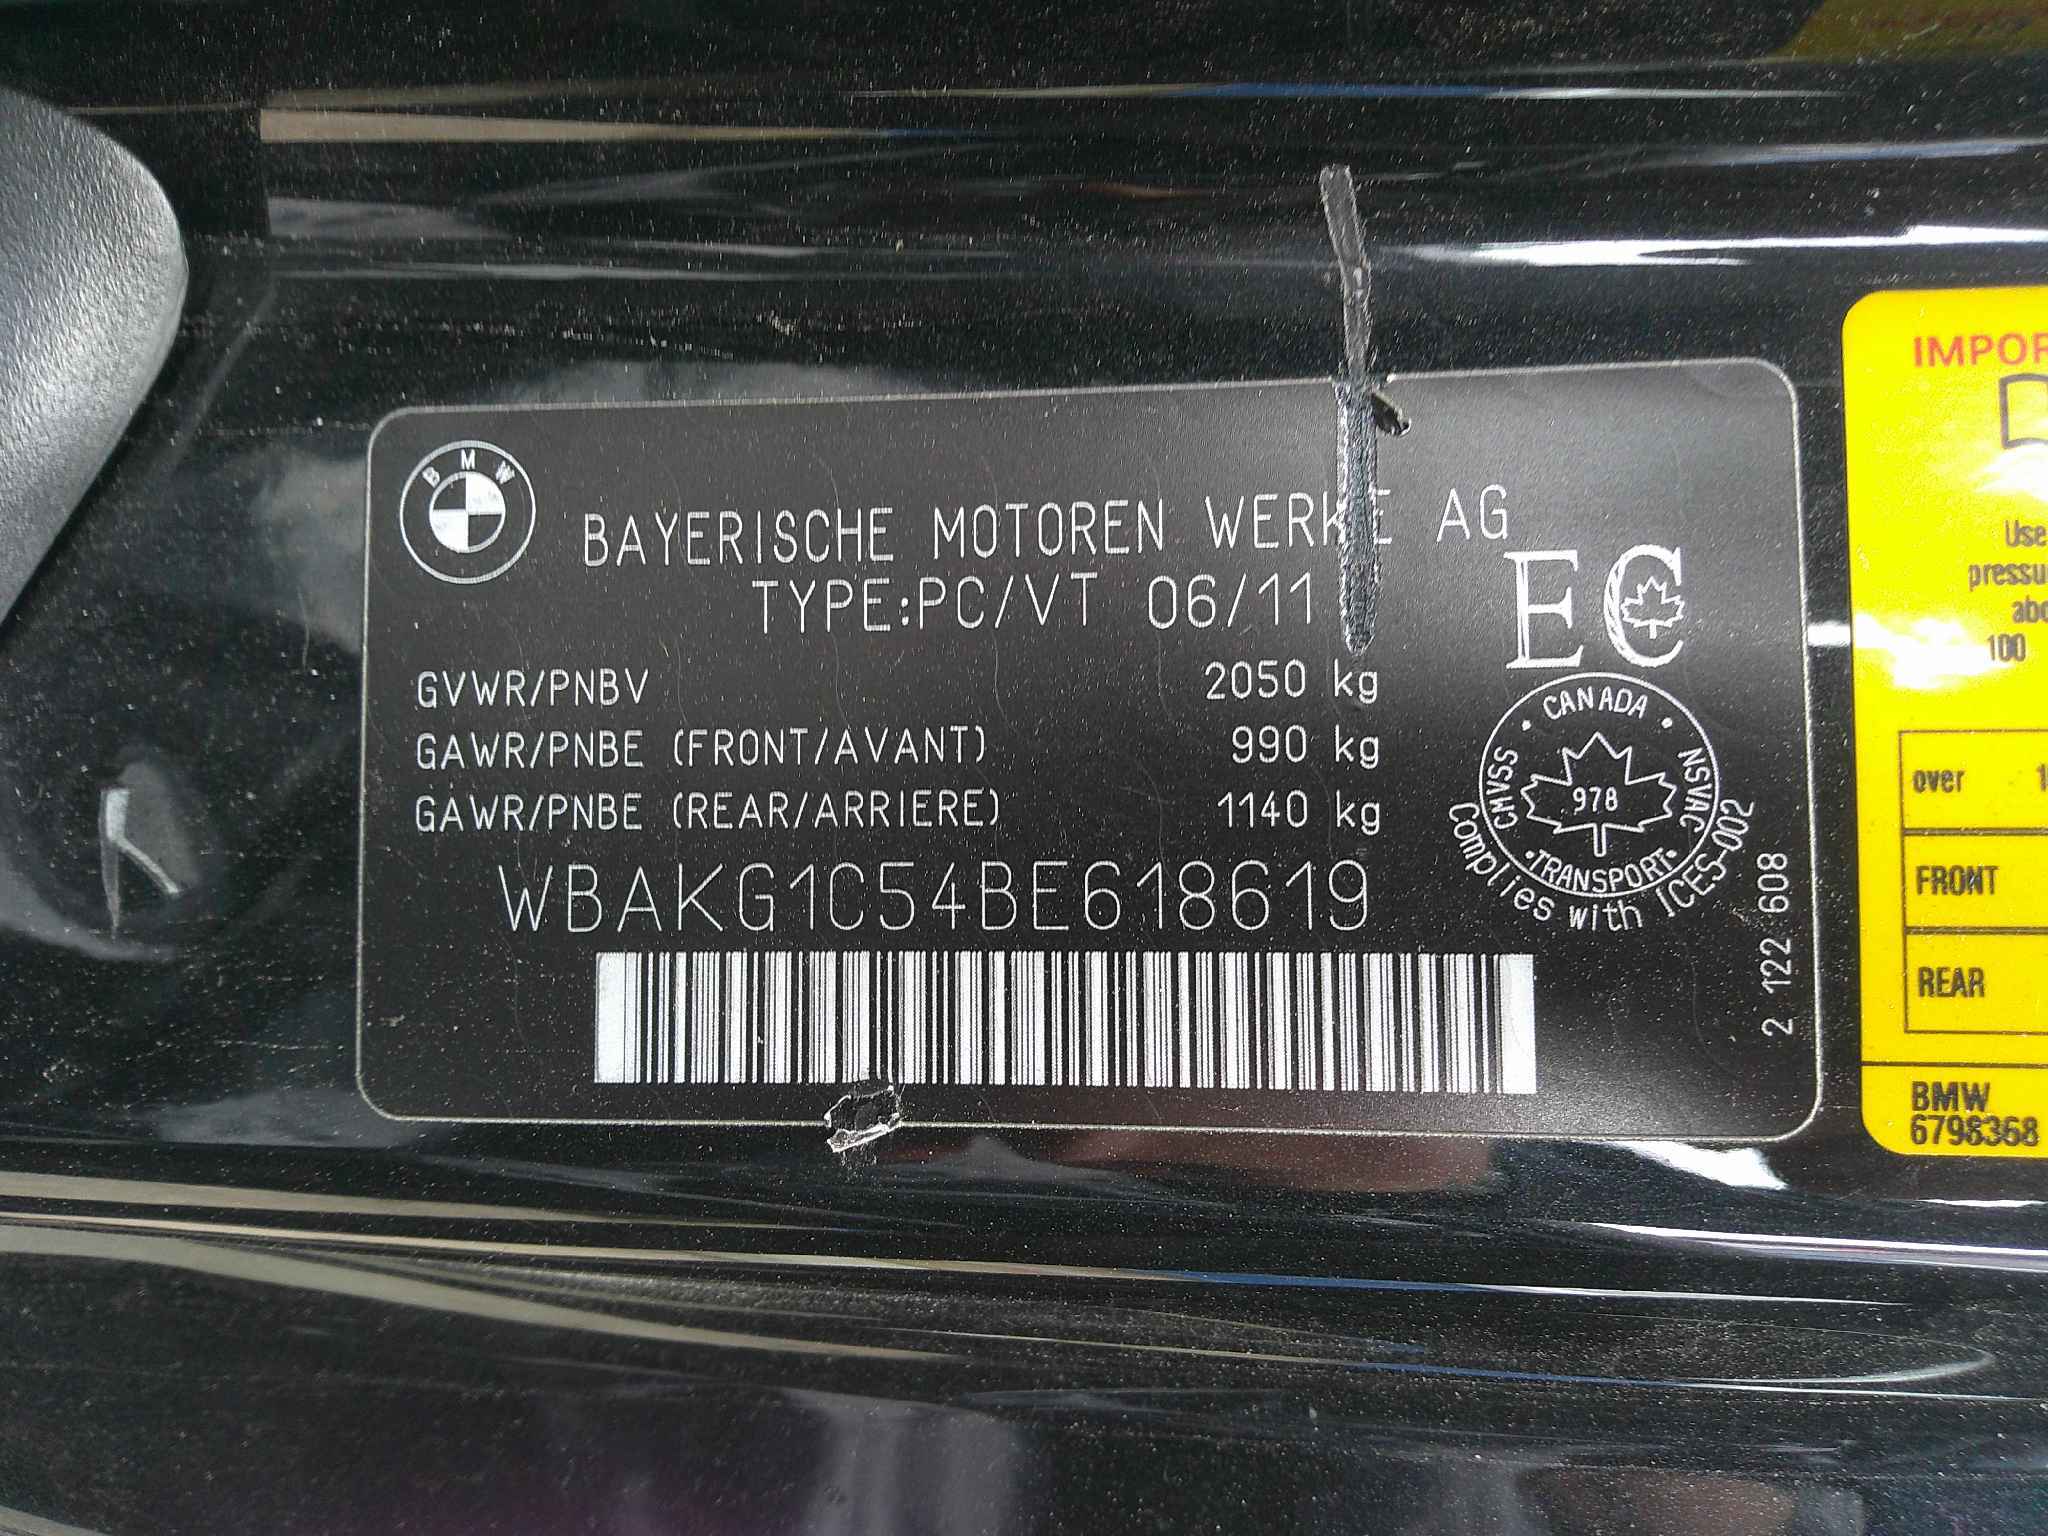 BMW
BAYERISCHE MOTOREN WERKE AG
TYPE:PC/VT 06/11
EC
GVWR/PNBV 2050 kg
GAWR/PNBE (FRONT/AVANT) 990 kg
GAWR/PNBE (REAR/ARRIERE) 1140 kg
WBAKG1C54BE618619
CANADA
CMVSS
NSVAC
978
TRANSPORT
Complies with ICES-002
2 122 608
IMPOR
Use
pressu
abo
100
over 1
FRONT
REAR
BMW
6798368